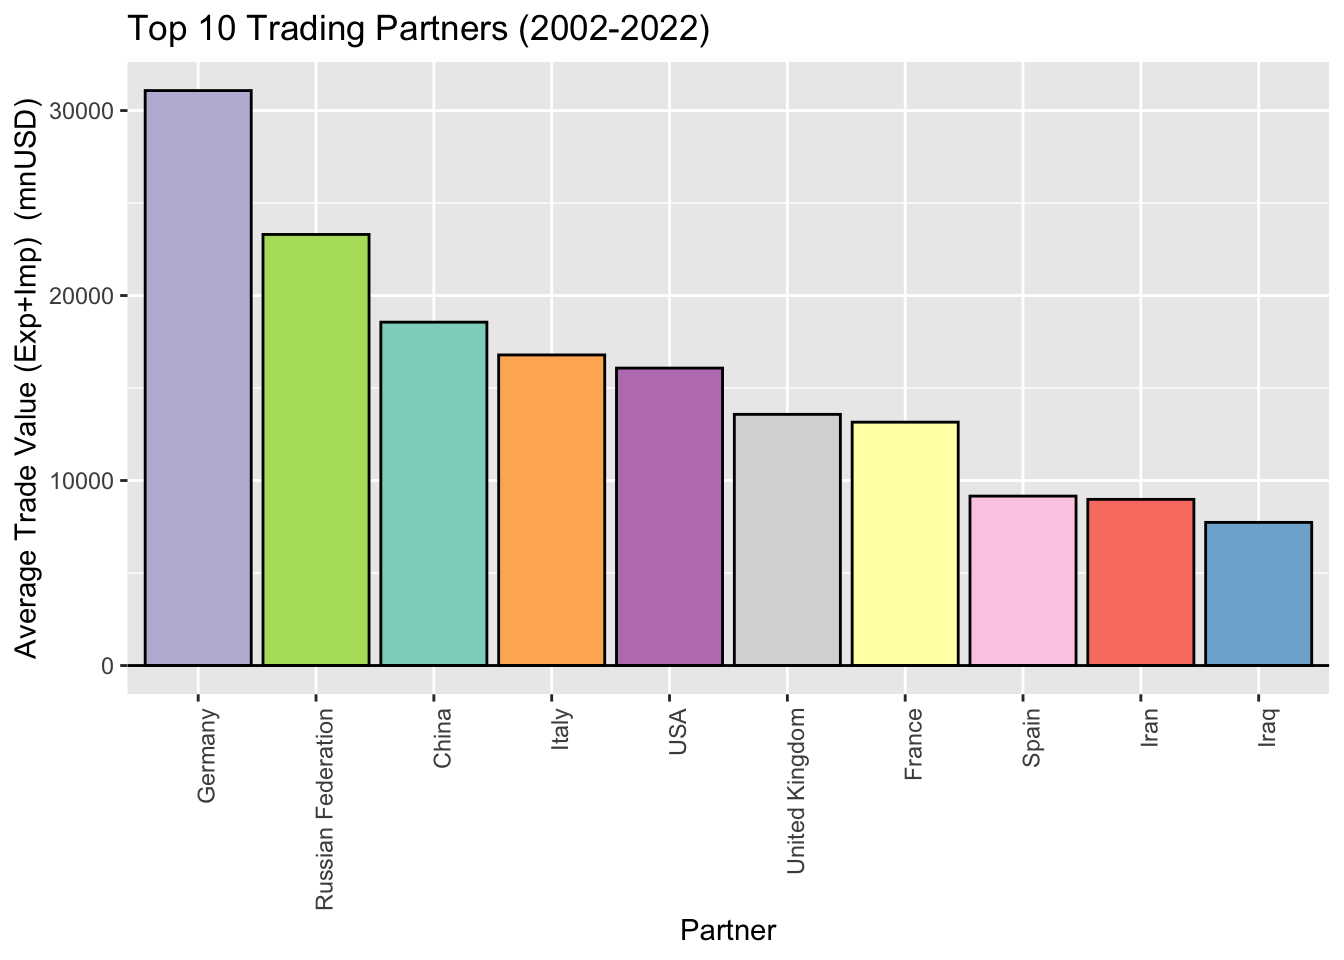 Top 10 Trading Partners (2002-2022)
Average Trade Value (Exp+Imp)  (mnUSD)
30000
20000
10000
0
Germany
Russian Federation
China
Italy
USA
United Kingdom
France
Spain
Iran
Iraq
Partner